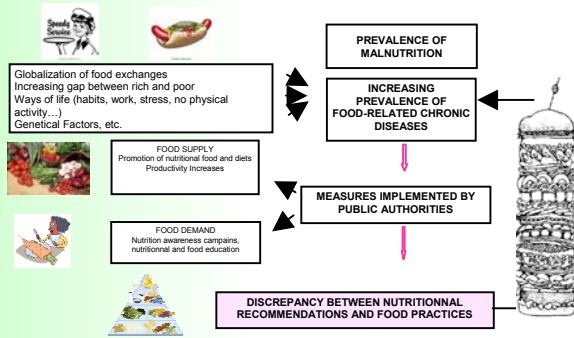 Speedy
Service
PREVALENCE OF
MALNUTRITION
Globalization of food exchanges
Increasing gap between rich and poor
Ways of life (habits, work, stress, no physical
activity…)
Genetical Factors, etc.
INCREASING
PREVALENCE OF
FOOD-RELATED CHRONIC
DISEASES
FOOD SUPPLY
Promotion of nutritional food and diets
Productivity Increases
MEASURES IMPLEMENTED BY
PUBLIC AUTHORITIES
FOOD DEMAND
Nutrition awareness campains,
nutritionnal and food education
DISCREPANCY BETWEEN NUTRITIONNAL
RECOMMENDATIONS AND FOOD PRACTICES